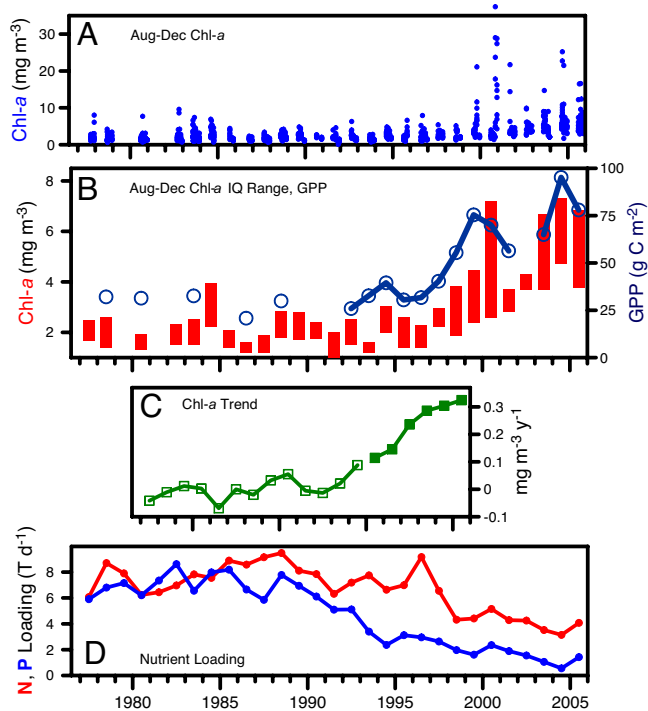 A
Aug-Dec Chl-a
Chl-a (mg m-3)
30
20
10
0
B
Aug-Dec Chl-a IQ Range, GPP
Chl-a (mg m-3)
8
6
4
2
GPP (g C m-2)
100
75
50
25
0
C
Chl-a Trend
mg m-3 y-1
0.3
0.2
0.1
0
-0.1
N, P Loading (T d-1)
8
6
4
2
0
D
Nutrient Loading
1980 1985 1990 1995 2000 2005